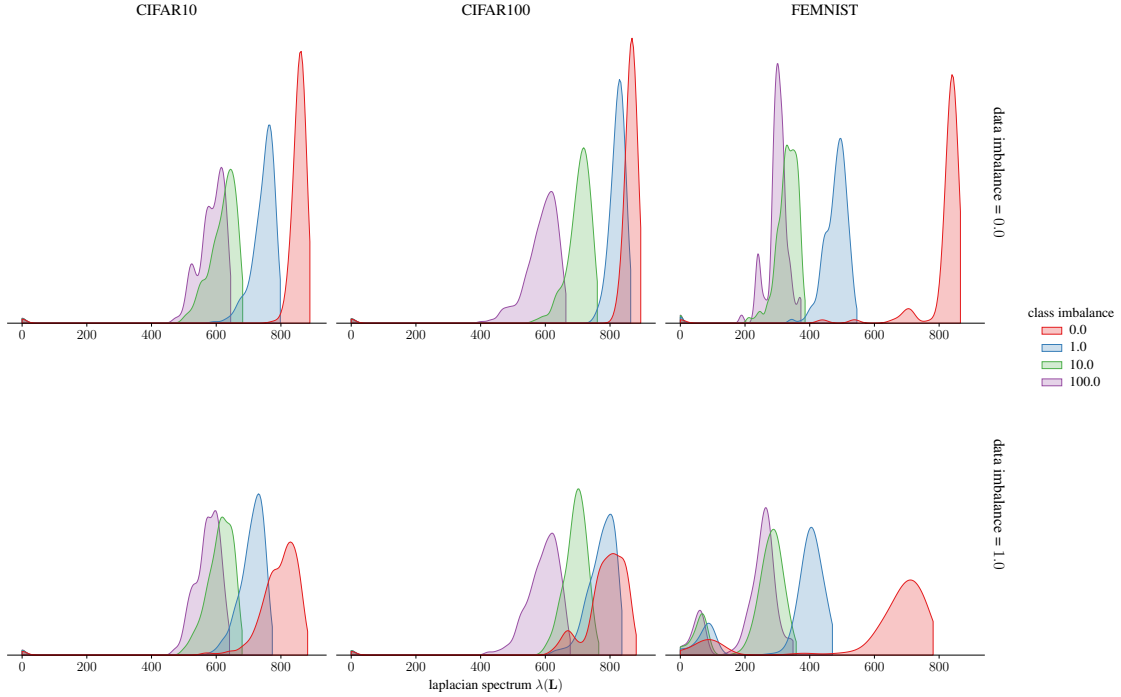 CIFAR10 CIFAR100 FEMNIST
data imbalance = 0.0
0 200 400 600 800 0 200 400 600 800 0 200 400 600 800
class imbalance
0.0
1.0
10.0
100.0
data imbalance = 1.0
0 200 400 600 800 0 200 400 600 800 0 200 400 600 800
laplacian spectrum λ(L)